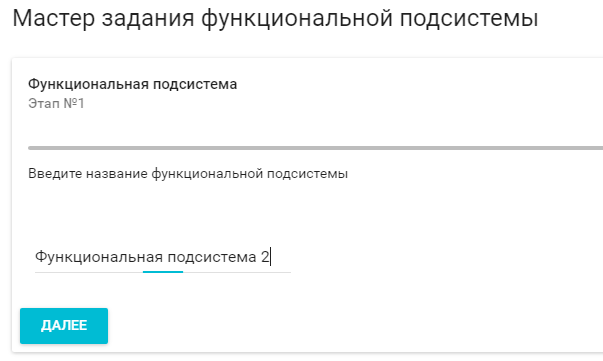 Мастер задания функциональной подсистемы
Функциональная подсистема
Этап №1
Введите название функциональной подсистемы
Функциональная подсистема 2
ДАЛЕЕ